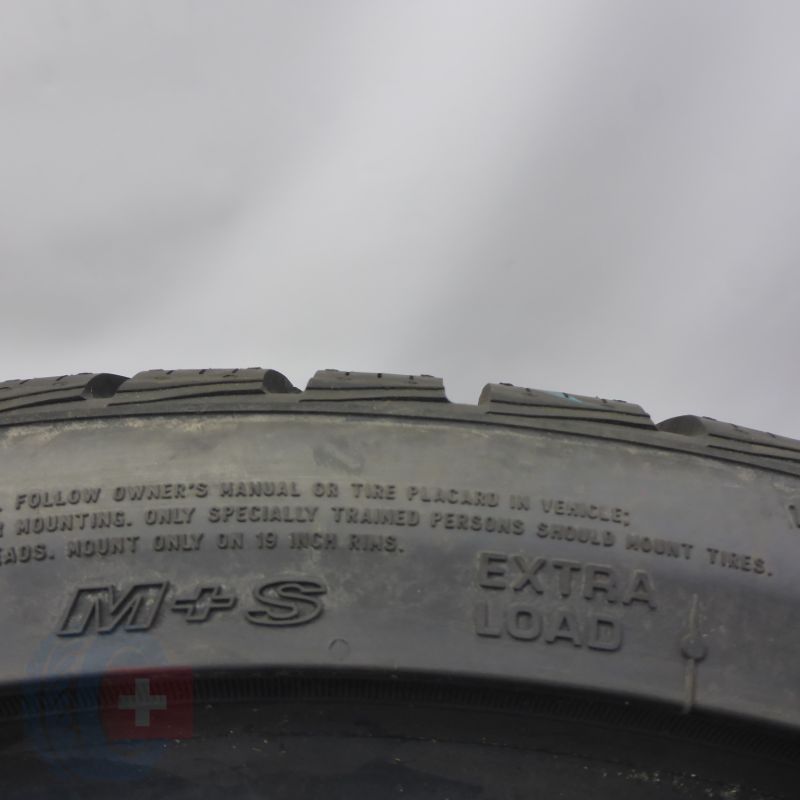 FOLLOW OWNER'S MANUAL OR TIRE PLACARD IN VEHICLE;
MOUNTING. ONLY SPECIALLY TRAINED PERSONS SHOULD MOUNT TIRES.
MOUNT ONLY ON 19 INCH RIMS.
M+S
EXTRA
LOAD